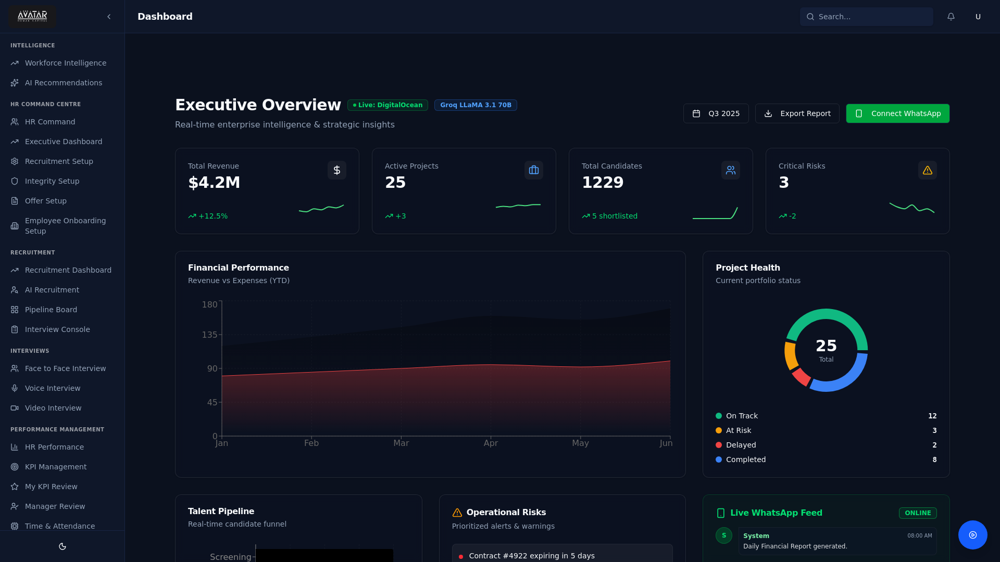 AVATAR
HUMAN CAPITAL
Dashboard
Search...
U
INTELLIGENCE
Workforce Intelligence
AI Recommendations
HR COMMAND CENTRE
HR Command
Executive Dashboard
Recruitment Setup
Integrity Setup
Offer Setup
Employee Onboarding
Setup
RECRUITMENT
Recruitment Dashboard
AI Recruitment
Pipeline Board
Interview Console
INTERVIEWS
Face to Face Interview
Voice Interview
Video Interview
PERFORMANCE MANAGEMENT
HR Performance
KPI Management
My KPI Review
Manager Review
Time & Attendance
Executive Overview
Live: DigitalOcean
Groq LLaMA 3.1 70B
Real-time enterprise intelligence & strategic insights
Q3 2025
Export Report
Connect WhatsApp
Total Revenue
$4.2M
+12.5%
Active Projects
25
+3
Total Candidates
1229
5 shortlisted
Critical Risks
3
-2
Financial Performance
Revenue vs Expenses (YTD)
180
135
90
45
0
Jan
Feb
Mar
Apr
May
Jun
Project Health
Current portfolio status
25
Total
On Track 12
At Risk 3
Delayed 2
Completed 8
Talent Pipeline
Real-time candidate funnel
Screening
Operational Risks
Prioritized alerts & warnings
Contract #4922 expiring in 5 days
Live WhatsApp Feed
ONLINE
S
System
08:00 AM
Daily Financial Report generated.